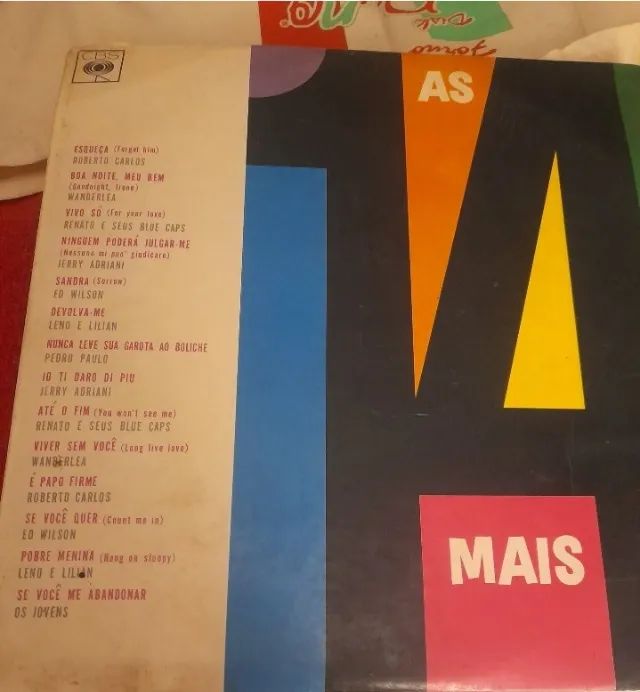 CBS
ESQUEÇA (Forget him)
ROBERTO CARLOS
BOA NOITE, MEU BEM
(Goodnight, Irene)
WANDERLEA
VIVO SÓ (For your love)
RENATO E SEUS BLUE CAPS
NINGUEM PODERÁ JULGAR-ME
(Nessuno mi puo' giudicare)
JERRY ADRIANI
SANDRA (Sorrow)
ED WILSON
DEVOLVA-ME
LENO E LILIAN
NUNCA LEVE SUA GAROTA AO BOLICHE
PEDRO PAULO
IO TI DARO DI PIU
JERRY ADRIANI
ATÉ O FIM (You won't see me)
RENATO E SEUS BLUE CAPS
VIVER SEM VOCÊ (Long live love)
WANDERLEA
É PAPO FIRME
ROBERTO CARLOS
SE VOCÊ QUER (Count me in)
ED WILSON
POBRE MENINA (Hang on sloopy)
LENO E LILIAN
SE VOCÊ ME ABANDONAR
OS JOVENS
AS
14
MAIS
Disk
Forno